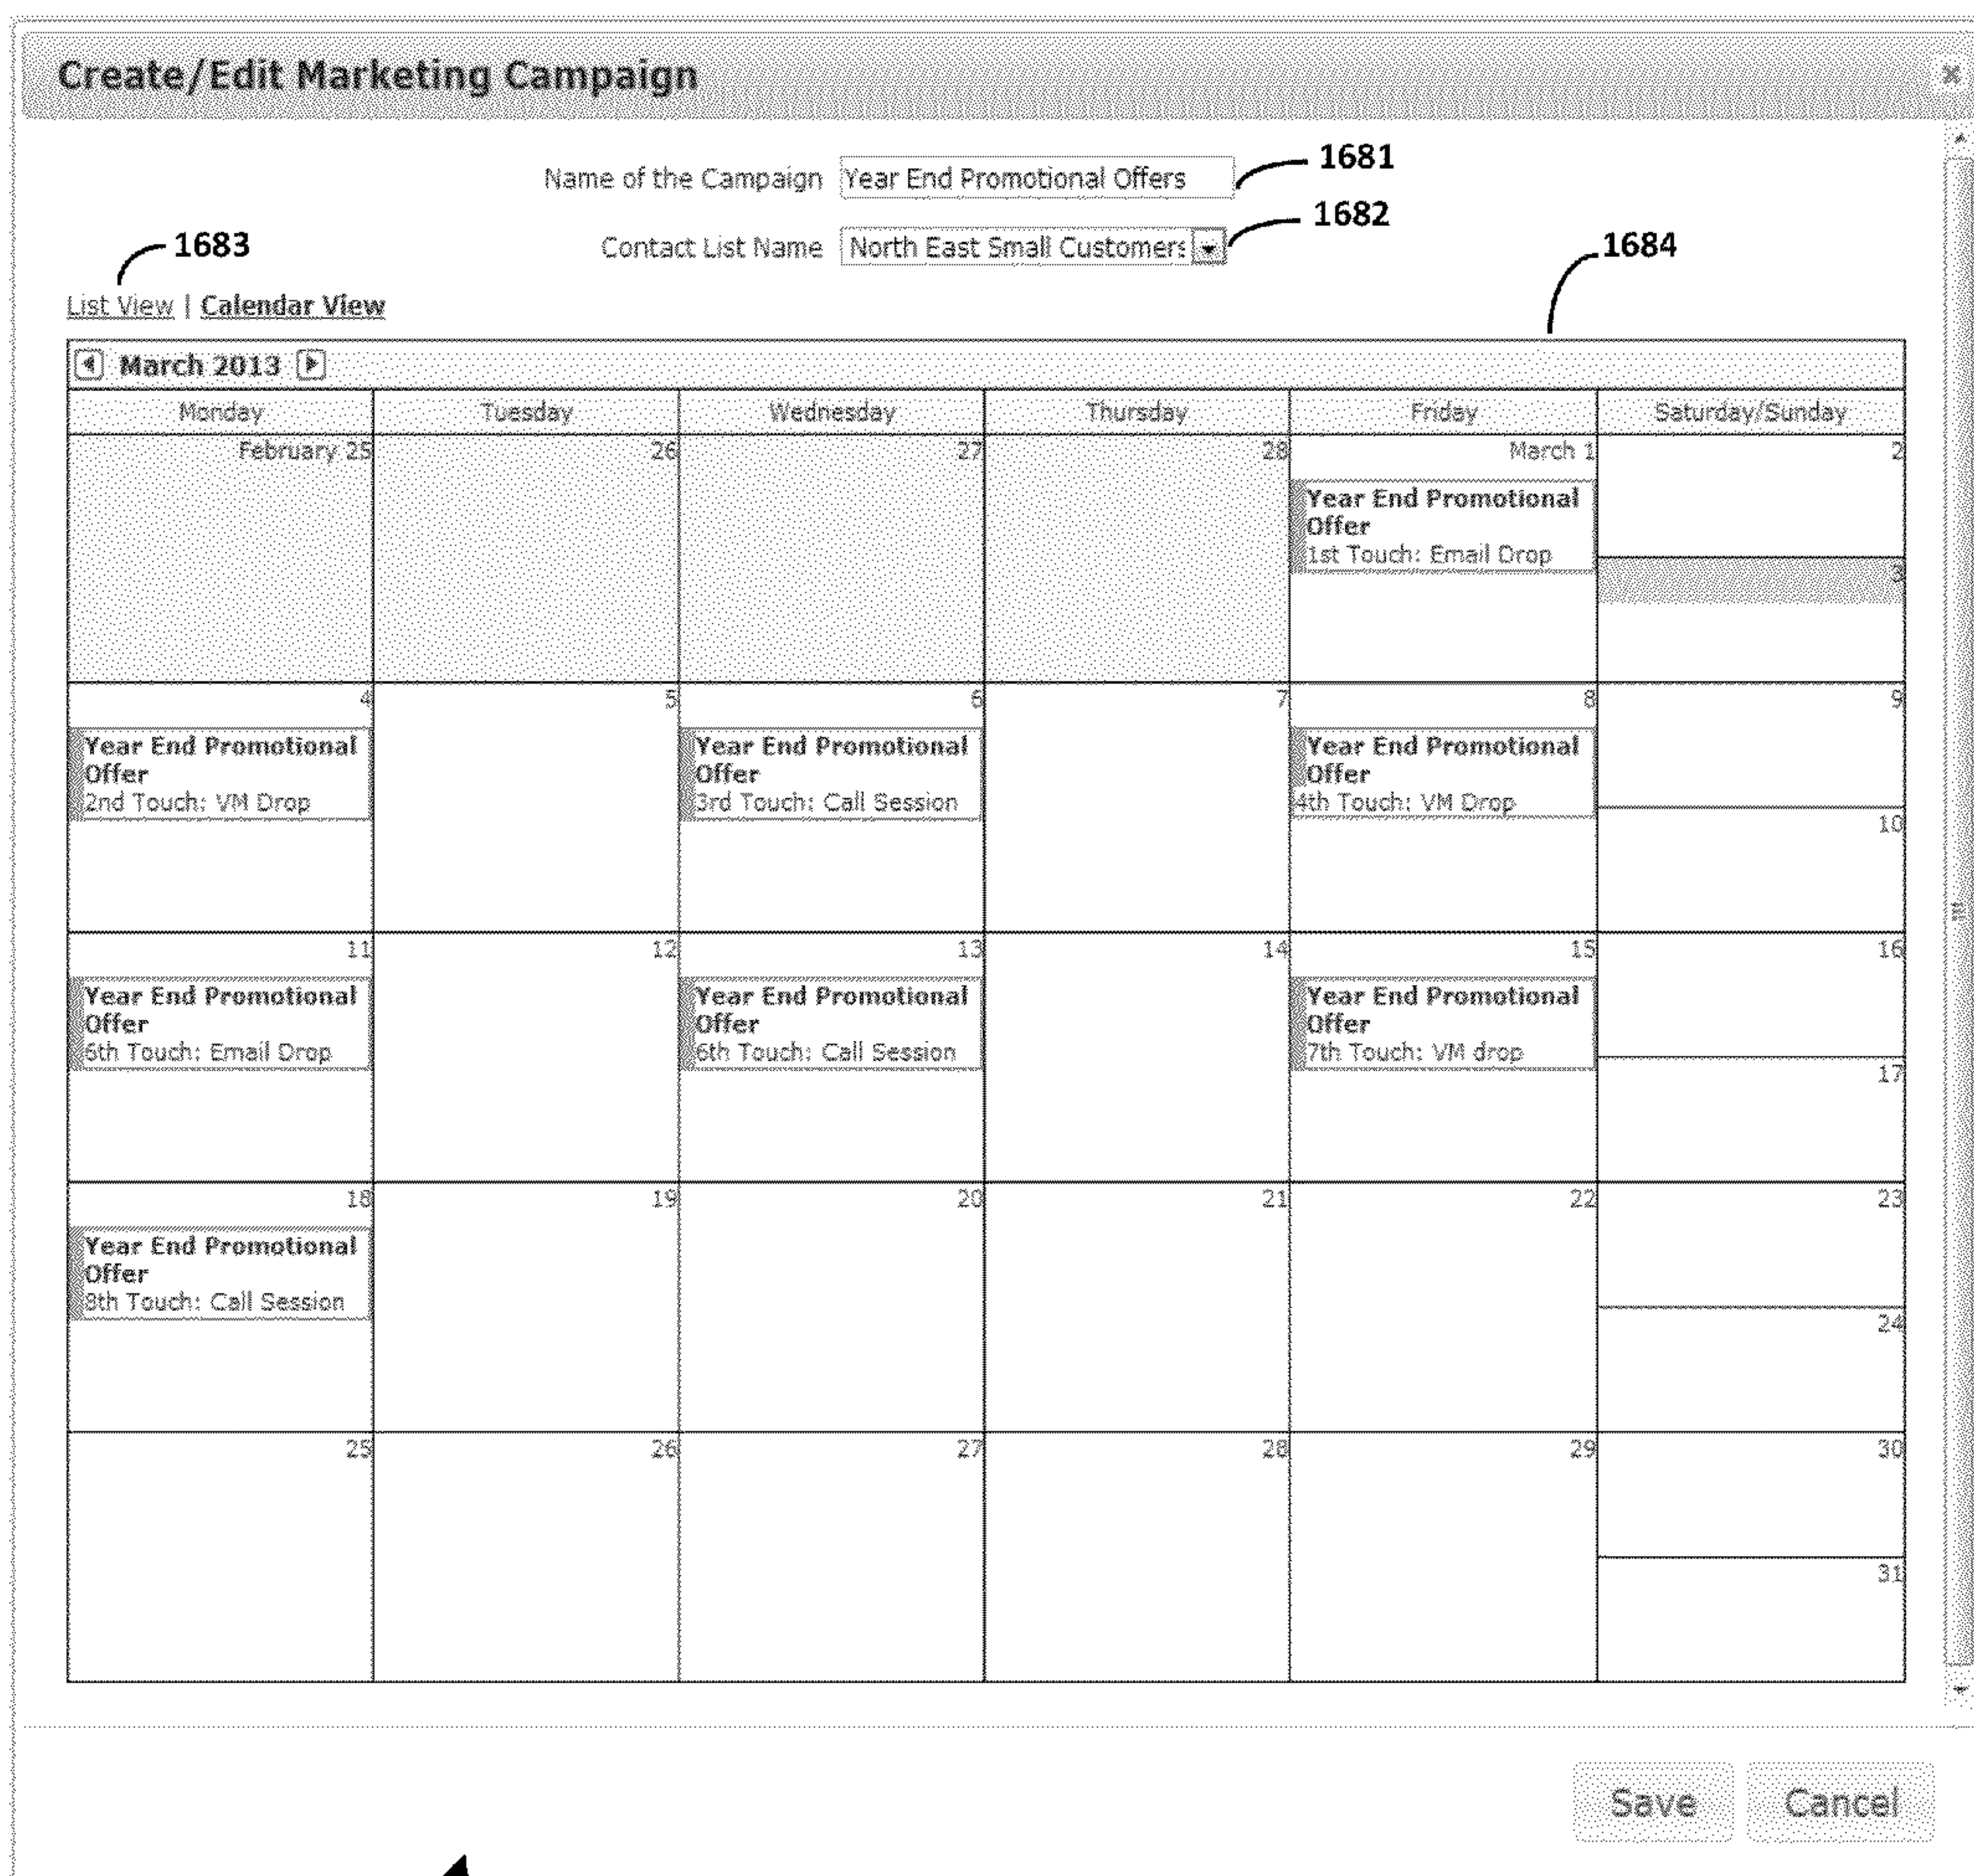 Create/Edit Marketing Campaign
Name of the Campaign Year End Promotional Offers 1681
Contact List Name North East Small Customers 1682
1683
1684
List View | Calendar View
March 2013
Monday Tuesday Wednesday Thursday Friday Saturday/Sunday
February 25 26 27 28 March 1 2
Year End Promotional
Offer
1st Touch: Email Drop
3
4 5 6 7 8 9
Year End Promotional Year End Promotional Year End Promotional
Offer Offer Offer
2nd Touch: VM Drop 3rd Touch: Call Session 4th Touch: VM Drop
10
11 12 13 14 15 16
Year End Promotional Year End Promotional Year End Promotional
Offer Offer Offer
6th Touch: Email Drop 6th Touch: Call Session 7th Touch: VM drop
17
18 19 20 21 22 23
Year End Promotional
Offer
8th Touch: Call Session
24
25 26 27 28 29 30
31
Save Cancel